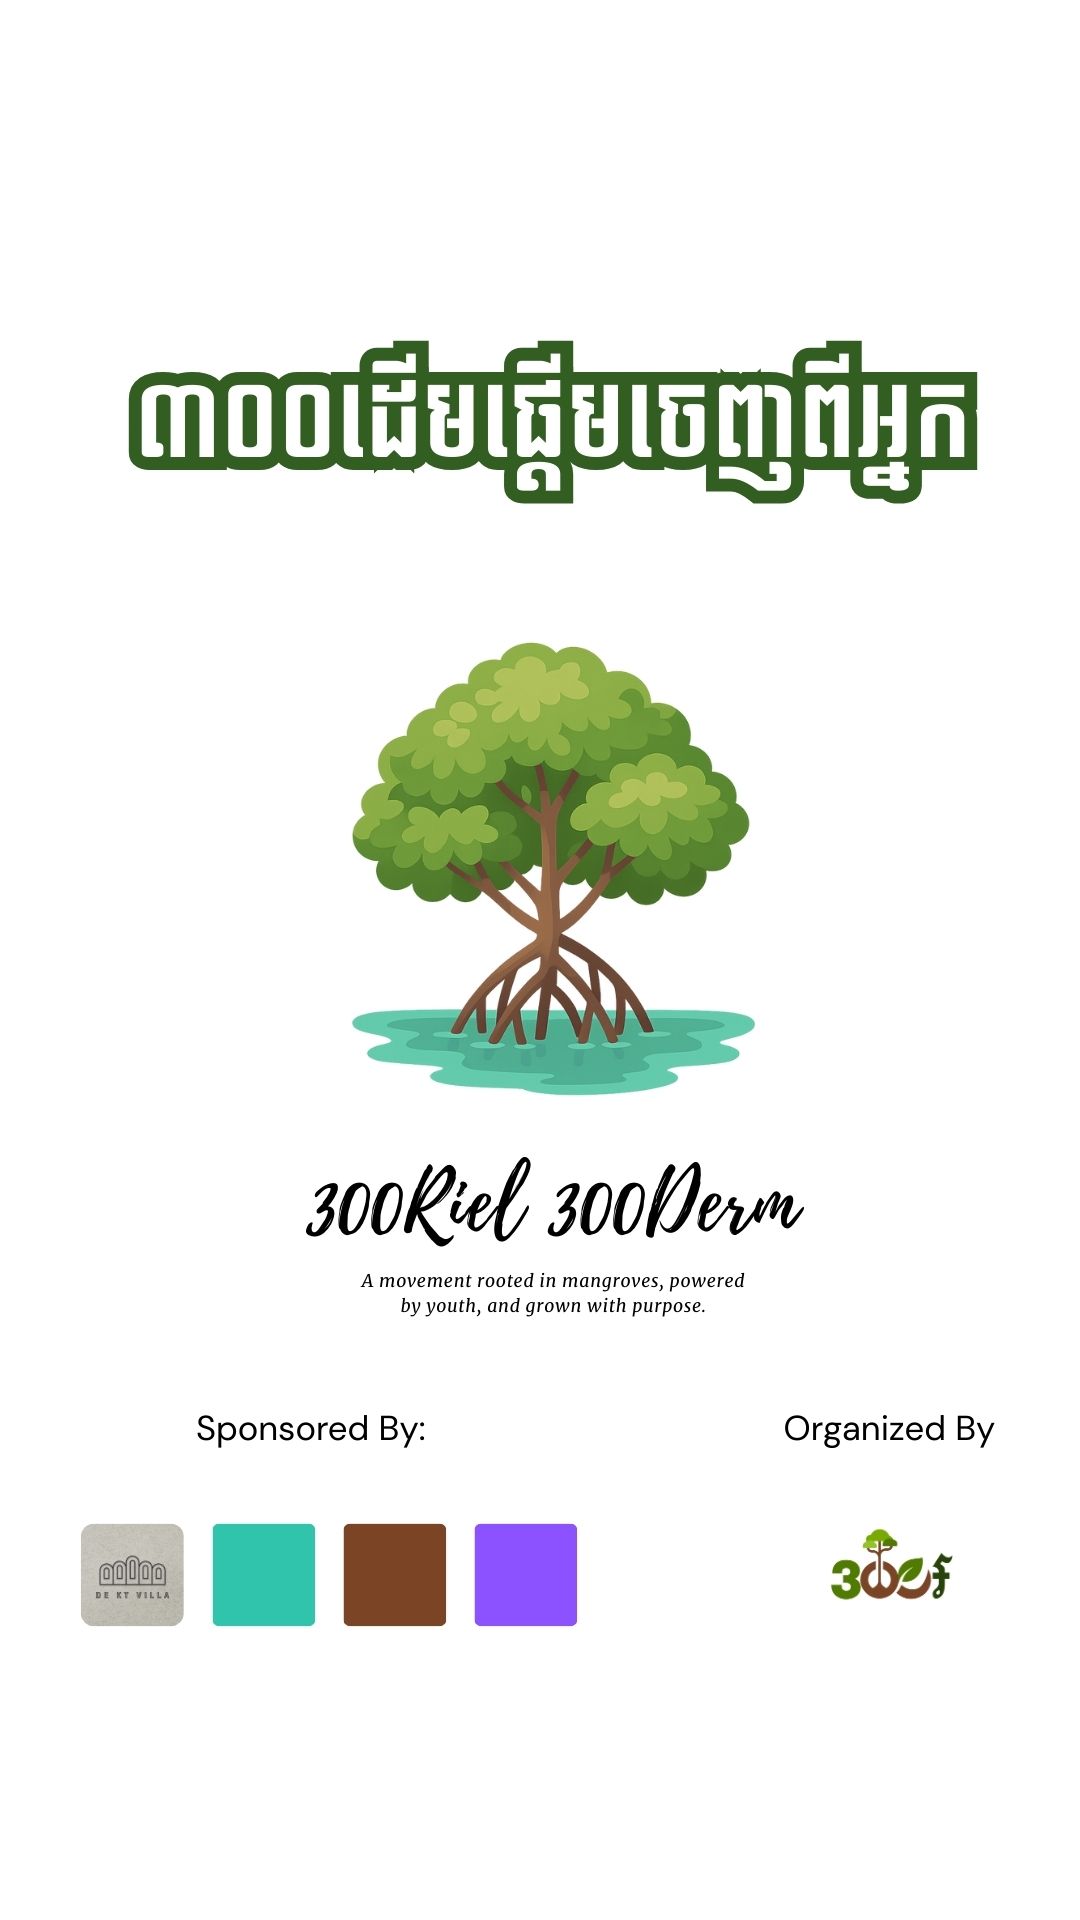 ៣០០ដើមផ្ដើមចេញពីអ្នក
300Riel 300Derm
A movement rooted in mangroves, powered
by youth, and grown with purpose.
Sponsored By:
Organized By
DE KT VILLA